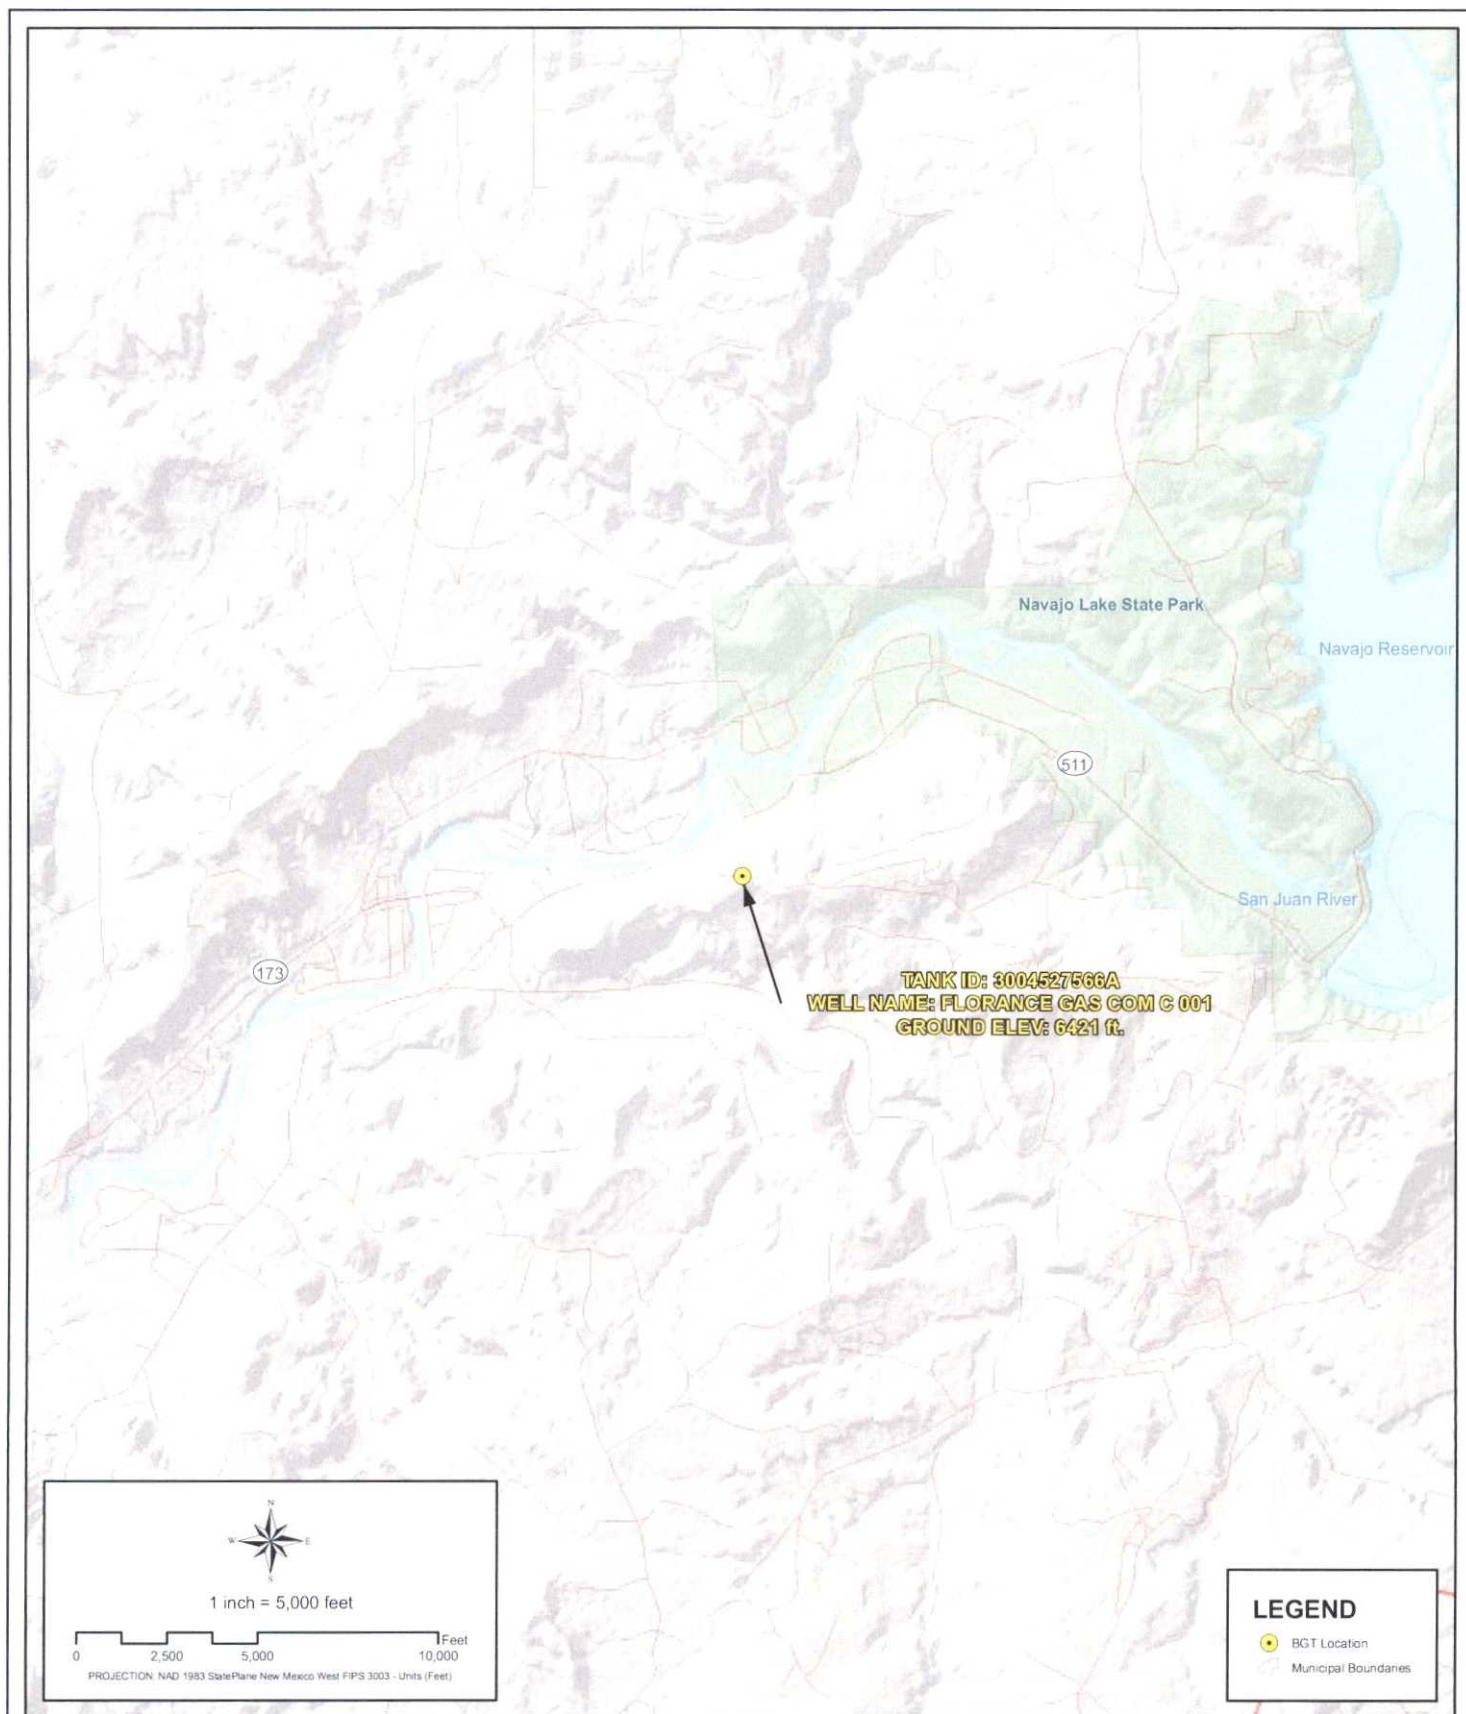 Navajo Lake State Park
Navajo Reservoir
511
San Juan River
173
TANK ID: 3004527566A
WELL NAME: FLORANCE GAS COM C 001
GROUND ELEV: 6421 ft.
N
W E
S
1 inch = 5,000 feet
Feet
0 2,500 5,000 10,000
PROJECTION: NAD 1983 StatePlane New Mexico West FIPS 3003 - Units (Feet)
LEGEND
BGT Location
Municipal Boundaries